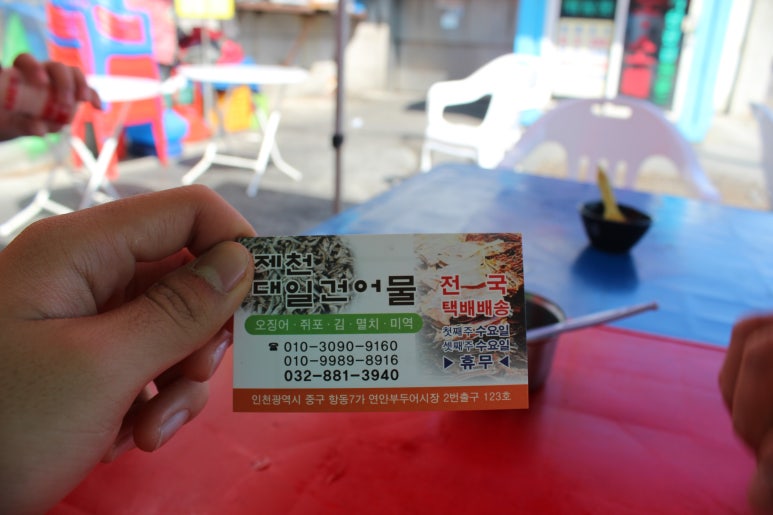 제천
대일건어물
오징어·쥐포·김·멸치·미역
☎ 010-3090-9160
010-9989-8916
032-881-3940
전국
택배배송
첫째주 수요일
셋째주 수요일
▶휴무◀
인천광역시 중구 항동7가 연안부두어시장 2번출구 123호